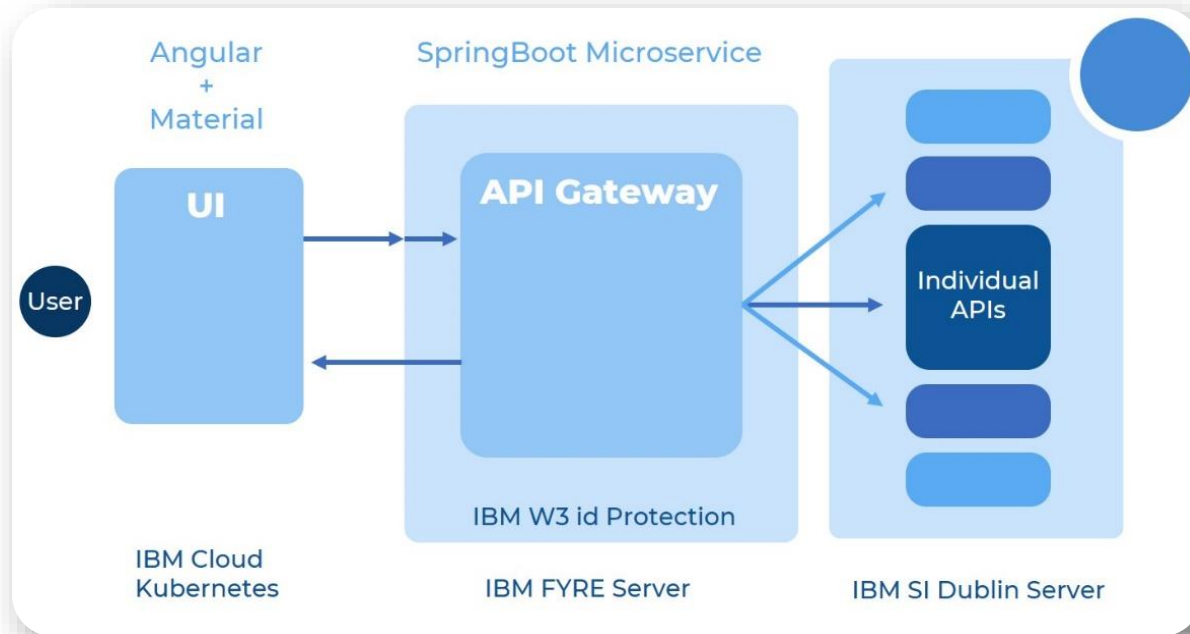 Angular
+
Material
SpringBoot Microservice
UI
API Gateway
User
Individual
APIs
IBM W3 id Protection
IBM Cloud
Kubernetes
IBM FYRE Server
IBM SI Dublin Server